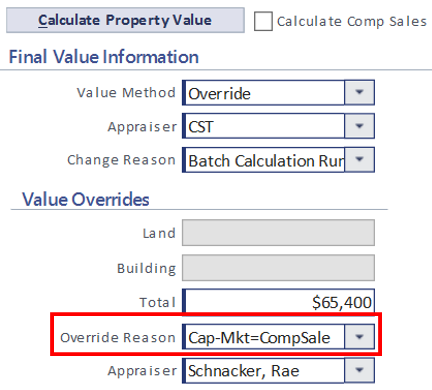 Calculate Property Value
Calculate Comp Sales
Final Value Information
Value Method Override
Appraiser CST
Change Reason Batch Calculation Run
Value Overrides
Land
Building
Total $65,400
Override Reason Cap-Mkt=CompSale
Appraiser Schnacker, Rae